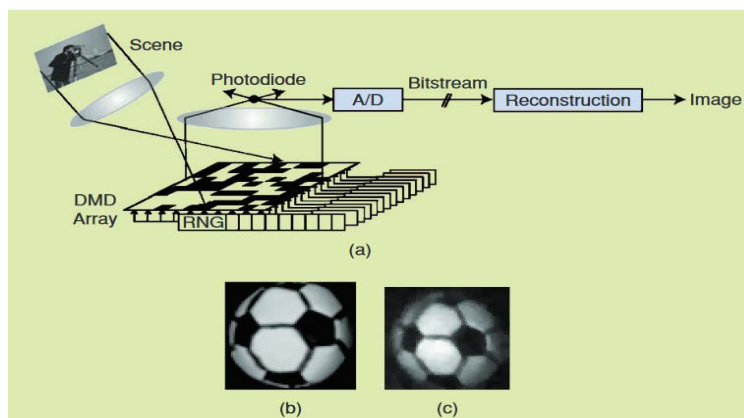 Scene
Photodiode
A/D
Bitstream
Reconstruction
Image
DMD
Array
RNG
(a)
(b)
(c)